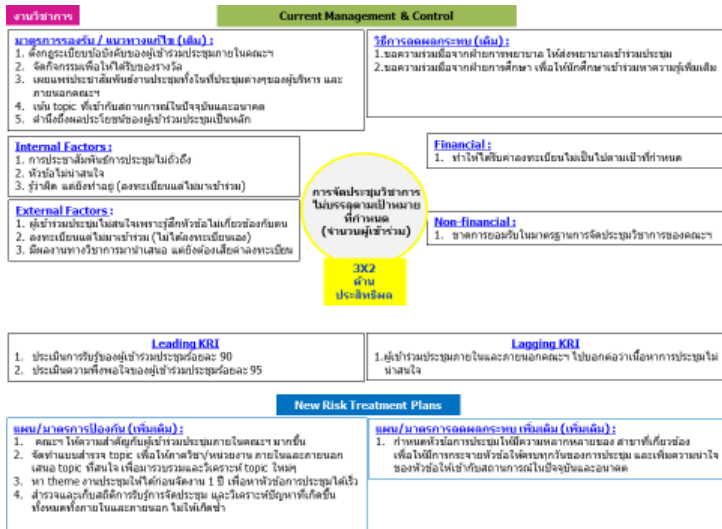 งานวิชาการ
Current Management & Control
มาตรการรองรับ / แนวทางแก้ไข (เดิม) :
1. ตั้งกฎระเบียบข้อบังคับของผู้เข้าร่วมประชุมภายในคณะฯ
2. จัดกิจกรรมเพื่อให้ได้รับของรางวัล
3. เผยแพร่ประชาสัมพันธ์งานประชุมทั้งในที่ประชุมต่างๆของผู้บริหาร และ
ภายนอกคณะฯ
4. เน้น topic ที่เข้ากับสถานการณ์ในปัจจุบันและอนาคต
5. คำนึงถึงผลประโยชน์ของผู้เข้าร่วมประชุมเป็นหลัก
วิธีการลดผลกระทบ (เดิม) :
1.ขอความร่วมมือจากฝ่ายการพยาบาล ให้ส่งพยาบาลเข้าร่วมประชุม
2.ขอความร่วมมือจากฝ่ายการศึกษา เพื่อให้นักศึกษาเข้าร่วมหาความรู้เพิ่มเติม
Internal Factors :
1. การประชาสัมพันธ์การประชุมไม่ทั่วถึง
2. หัวข้อไม่น่าสนใจ
3. รู้ว่าผิด แต่ยังทำอยู่ (ลงทะเบียนแต่ไม่มาเข้าร่วม)
Financial :
1. ทำให้ได้รับค่าลงทะเบียนไม่เป็นไปตามเป้าที่กำหนด
การจัดประชุมวิชาการ
ไม่บรรลุตามเป้าหมาย
ที่กำหนด
(จำนวนผู้เข้าร่วม)
External Factors :
1. ผู้เข้าร่วมประชุมไม่สนใจเพราะรู้สึกหัวข้อไม่เกี่ยวข้องกับตน
2. ลงทะเบียนแต่ไม่มาเข้าร่วม (ไม่ได้ลงทะเบียนเอง)
3. มีผลงานทางวิชาการมานำเสนอ แต่ยังต้องเสียค่าลงทะเบียน
Non-financial :
1. ขาดการยอมรับในมาตรฐานการจัดประชุมวิชาการของคณะฯ
3X2
ด้าน
ประสิทธิผล
Leading KRI
1. ประเมินการรับรู้ของผู้เข้าร่วมประชุมร้อยละ 90
2. ประเมินความพึงพอใจของผู้เข้าร่วมประชุมร้อยละ 95
Lagging KRI
1.ผู้เข้าร่วมประชุมภายในและภายนอกคณะฯ ไปบอกต่อว่าเนื้อหาการประชุมไม่
น่าสนใจ
New Risk Treatment Plans
แผน/มาตรการป้องกัน (เพิ่มเติม) :
1. คณะฯ ให้ความสำคัญกับผู้เข้าร่วมประชุมภายในคณะฯ มากขึ้น
2. จัดทำแบบสำรวจ topic เพื่อให้ภาควิชา/หน่วยงาน ภายในและภายนอก
เสนอ topic ที่สนใจ เพื่อมารวบรวมและวิเคราะห์ topic ใหม่ๆ
3. หา theme งานประชุมให้ได้ก่อนจัดงาน 1 ปี เพื่อหาหัวข้อการประชุมได้เร็ว
4. สำรวจและเก็บสถิติการรับรู้การจัดประชุม และวิเคราะห์ปัญหาที่เกิดขึ้น
ทั้งหมดทั้งภายในและภายนอก ไม่ให้เกิดซ้ำ
แผน/มาตรการลดผลกระทบ เพิ่มเติม (เพิ่มเติม) :
1. กำหนดหัวข้อการประชุมให้มีความหลากหลายของ สาขาที่เกี่ยวข้อง
เพื่อให้มีการกระจายหัวข้อให้ครบทุกวันของการประชุม และเพิ่มความน่าใจ
ของหัวข้อให้เข้ากับสถานการณ์ในปัจจุบันและอนาคต